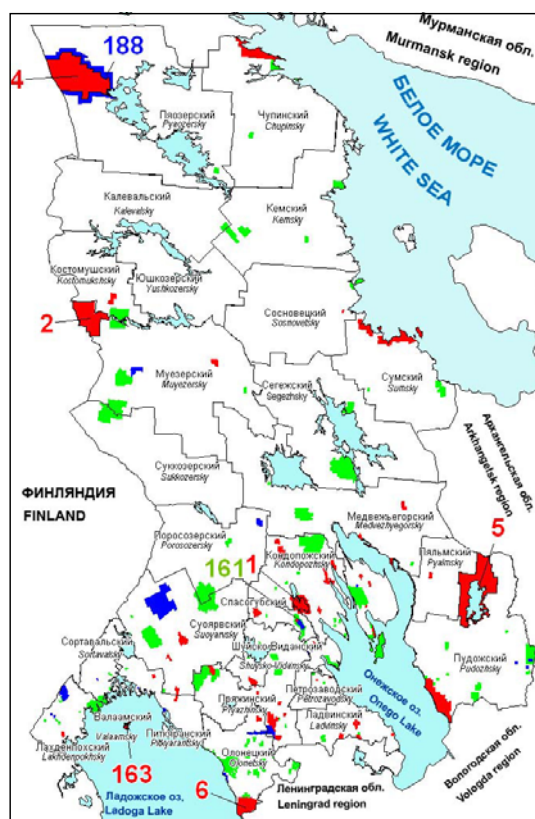 Мурманская обл.
Murmansk region
188
4
БЕЛОЕ МОРЕ
WHITE SEA
Пяозерский
Pyaozersky
Чупинский
Chupinsky
Калевальский
Kalevalsky
Кемский
Kemsky
Костомушский
Kostomukshsky
Юшкозерский
Yushkozersky
Сосновецкий
Sosnovetsky
2
Муезерский
Muyezersky
Сегежский
Segezhsky
Сумский
Sumsky
Архангельская обл.
Arkhangelsk region
Суккозерский
Sukkozersky
ФИНЛЯНДИЯ
FINLAND
Медвежьегорский
Medvezhyegorsky
5
Поросозерский
Porosozersky
Пяльмский
Pyalmsky
1611
Кондопожский
Kondopozhsky
Спасогубский
Суоярвский
Suoyarvsky
Сортавальский
Sortavalsky
Шуйско-Виданский
Shuysko-Vidansky
Пудожский
Pudozhsky
Онежское оз,
Onego Lake
Валаамский
Valaamsky
Питкярантский
Pitkyarantsky
Пряжинский
Pryazhinsky
Петрозаводский
Petrozavodsky
Ладвинский
Ladvinsky
Лахденпохский
Lakhdenpokhsky
163
Олонецкий
Olonetsky
Вологодская обл.
Vologda region
6
Ладожское оз,
Ladoga Lake
Ленинградская обл.
Leningrad region